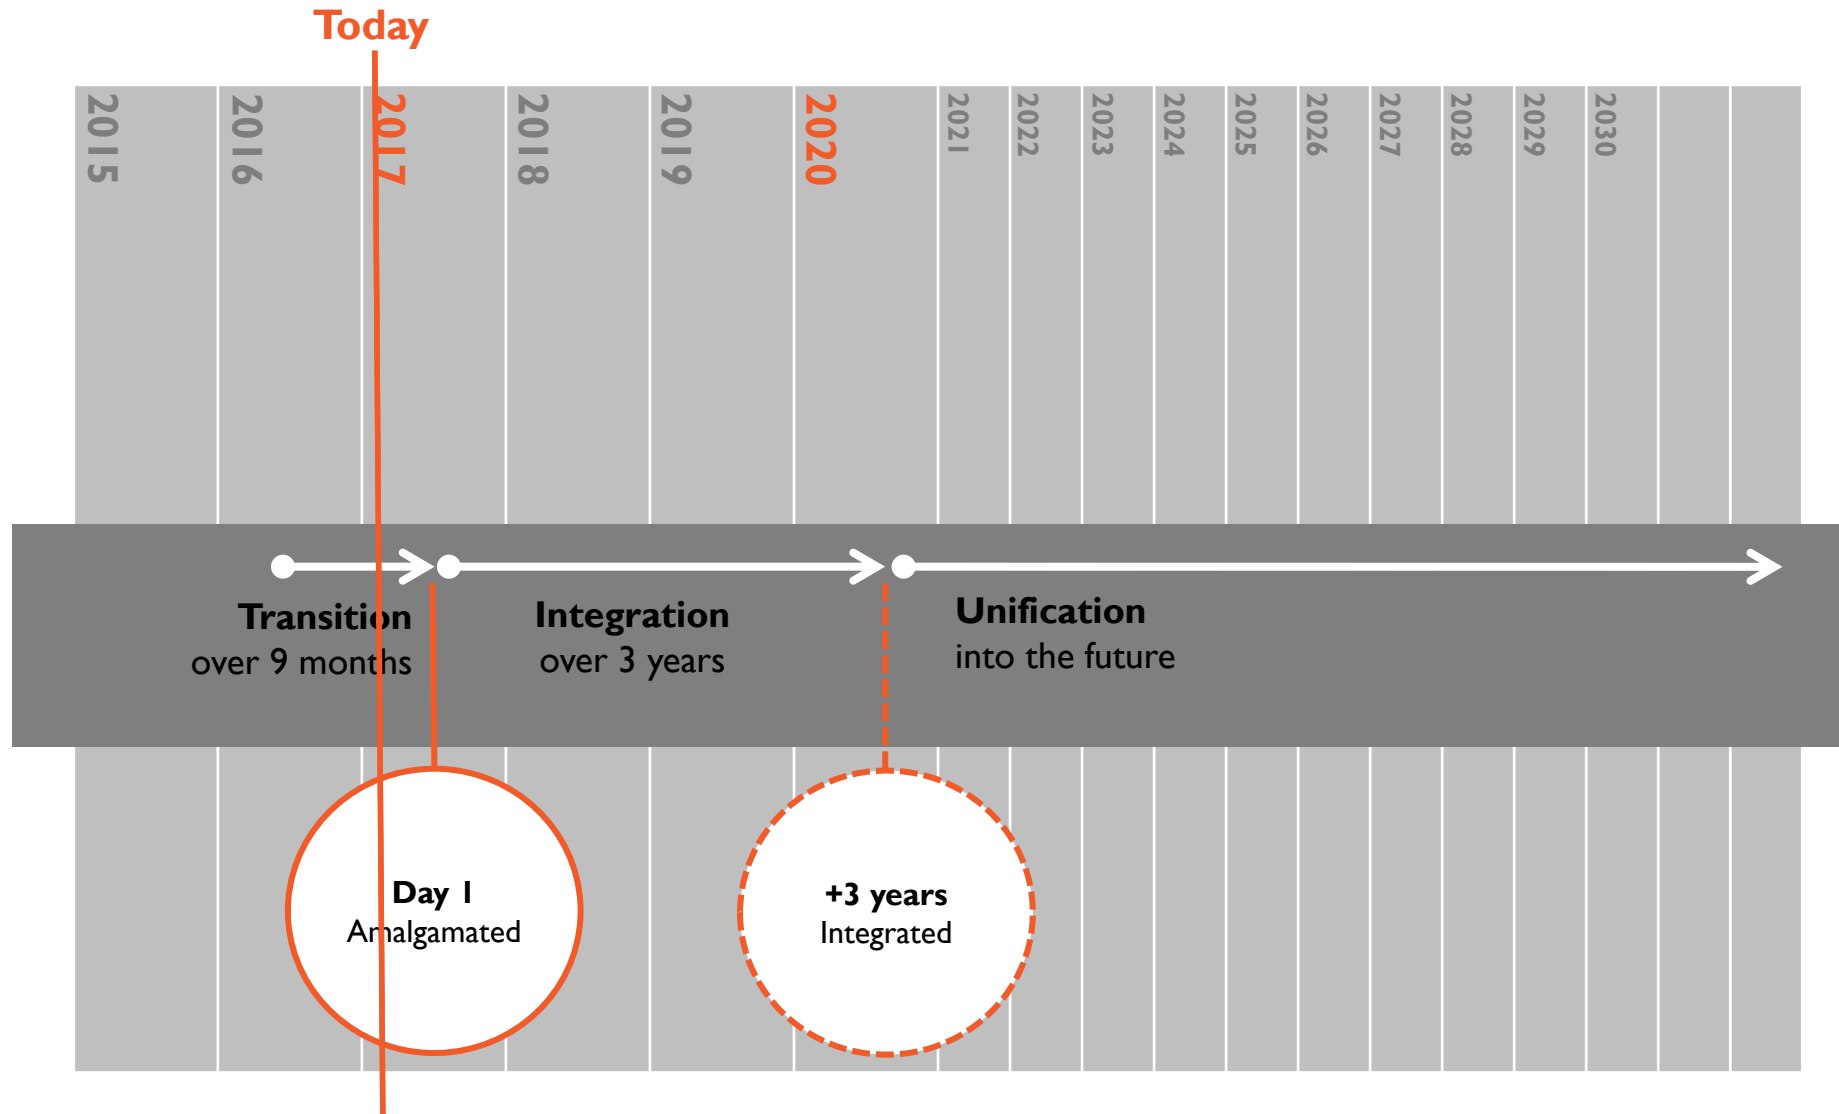 Today
2015
2016
2017
2018
2019
2020
2021
2022
2023
2024
2025
2026
2027
2028
2029
2030
Transition
over 9 months
Integration
over 3 years
Unification
into the future
Day 1
Amalgamated
+3 years
Integrated